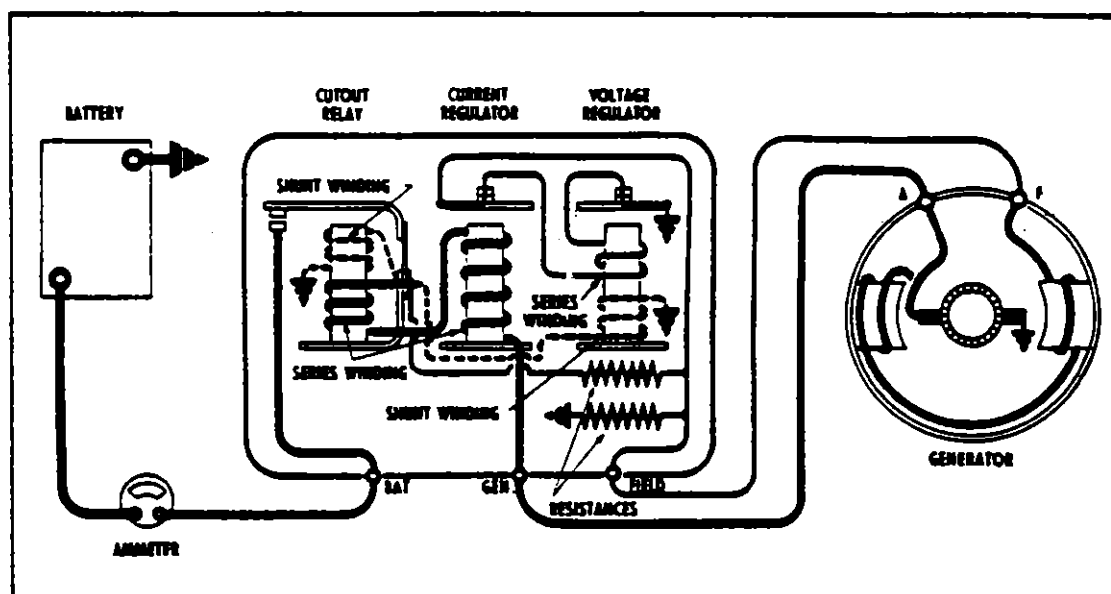 BATTERY
CUTOUT
RELAY
CURRENT
REGULATOR
VOLTAGE
REGULATOR
SHUNT WINDING
A
F
SERIES
WINDING
SERIES WINDING
SHUNT WINDING
GENERATOR
BAT
GEN
FIELD
RESISTANCES
AMMETER